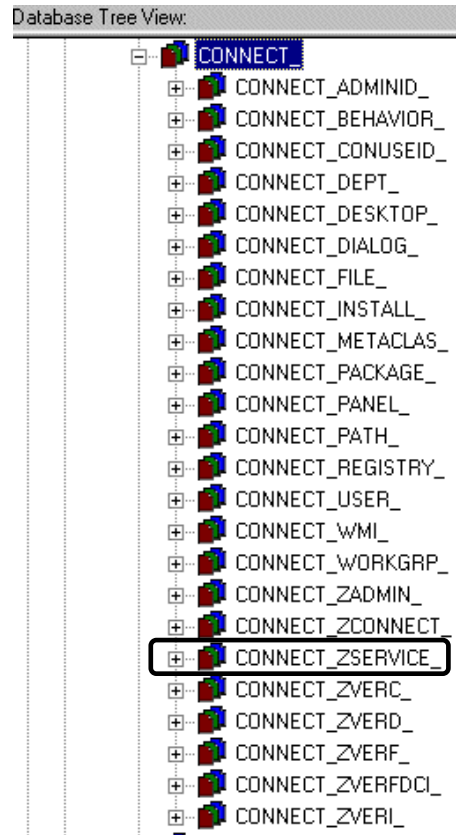 Database Tree View:
CONNECT_
CONNECT_ADMINID_
CONNECT_BEHAVIOR_
CONNECT_CONUSEID_
CONNECT_DEPT_
CONNECT_DESKTOP_
CONNECT_DIALOG_
CONNECT_FILE_
CONNECT_INSTALL_
CONNECT_METACLAS_
CONNECT_PACKAGE_
CONNECT_PANEL_
CONNECT_PATH_
CONNECT_REGISTRY_
CONNECT_USER_
CONNECT_WMI_
CONNECT_WORKGRP_
CONNECT_ZADMIN_
CONNECT_ZCONNECT_
CONNECT_ZSERVICE_
CONNECT_ZVERC_
CONNECT_ZVERD_
CONNECT_ZVERF_
CONNECT_ZVERFDCI_
CONNECT_ZVERI_